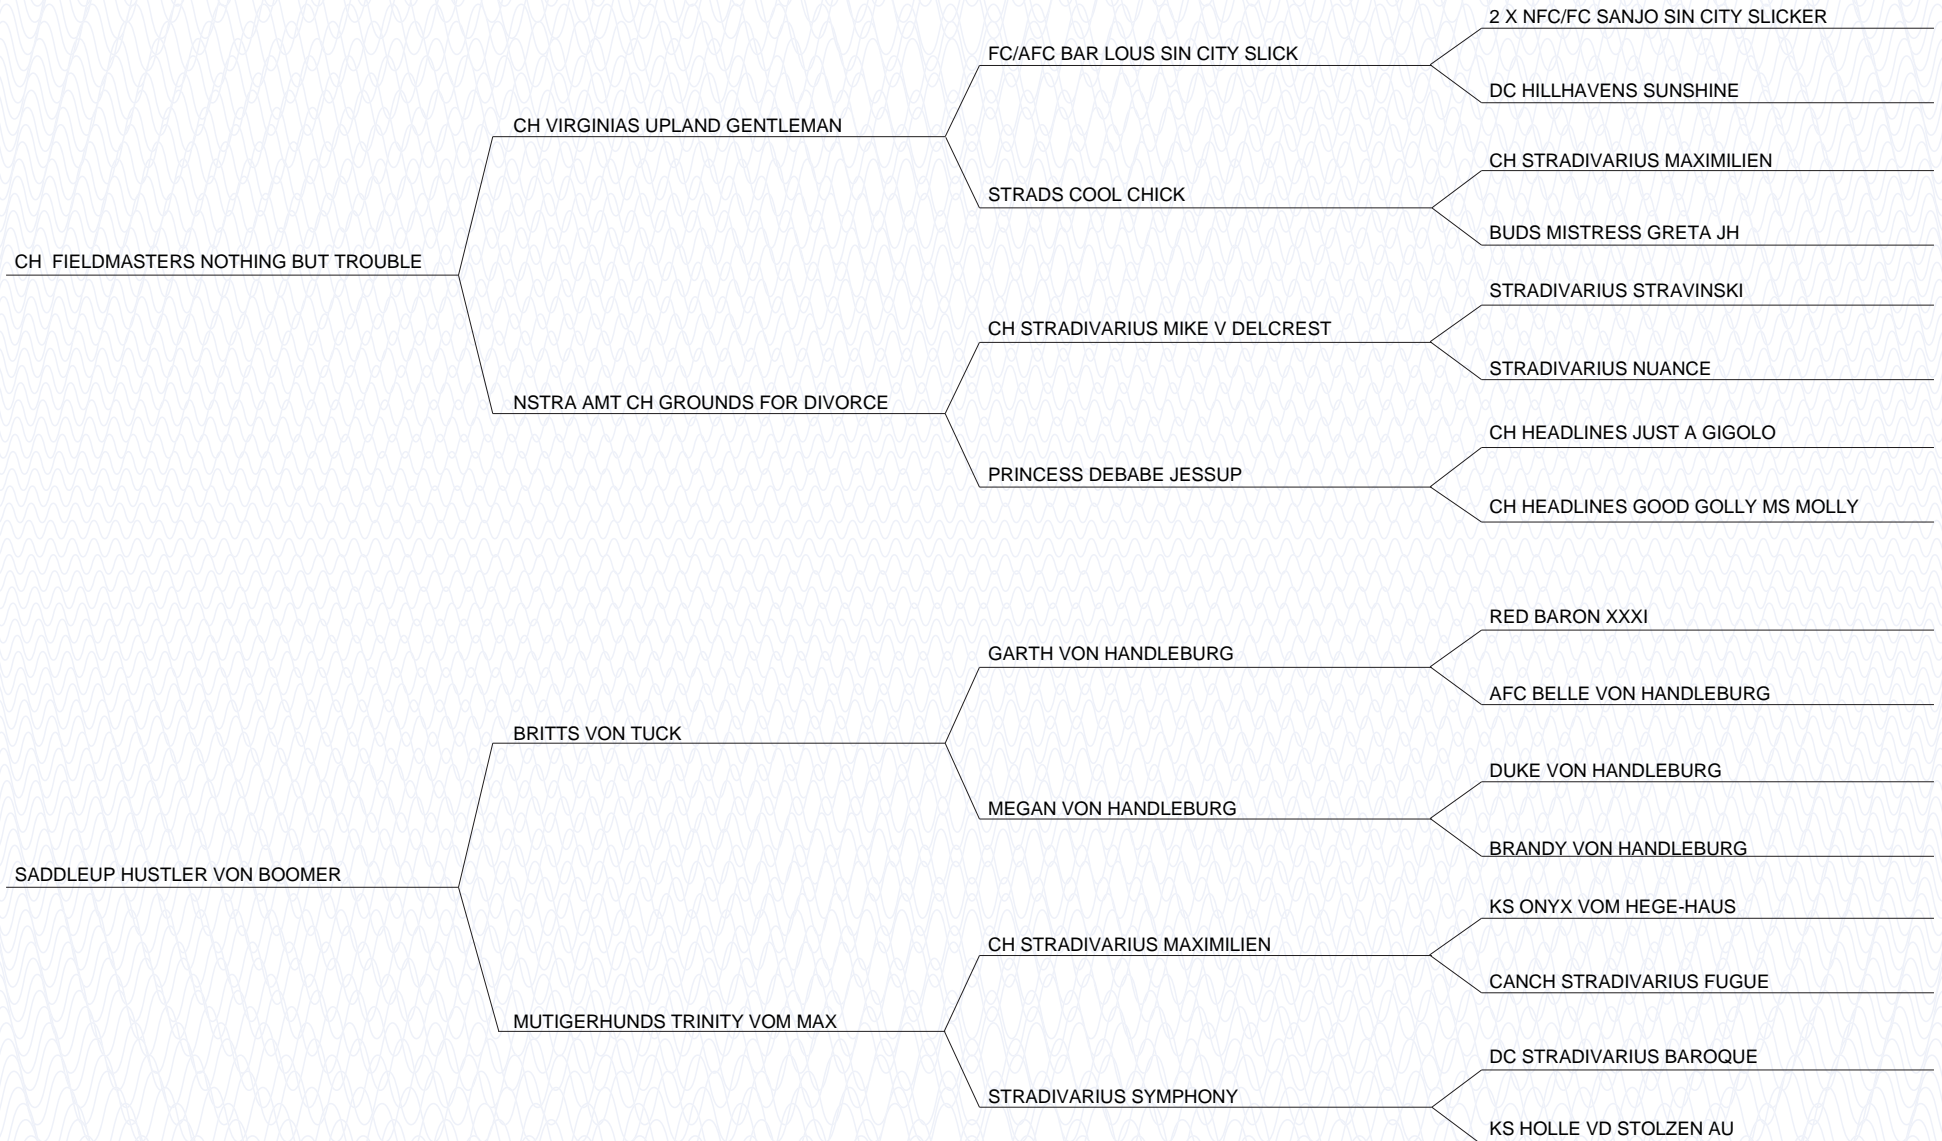 2 X NFC/FC SANJO SIN CITY SLICKER
FC/AFC BAR LOUS SIN CITY SLICK
DC HILLHAVENS SUNSHINE
CH VIRGINIAS UPLAND GENTLEMAN
CH STRADIVARIUS MAXIMILIEN
STRADS COOL CHICK
BUDS MISTRESS GRETA JH
CH  FIELDMASTERS NOTHING BUT TROUBLE
STRADIVARIUS STRAVINSKI
CH STRADIVARIUS MIKE V DELCREST
STRADIVARIUS NUANCE
NSTRA AMT CH GROUNDS FOR DIVORCE
CH HEADLINES JUST A GIGOLO
PRINCESS DEBABE JESSUP
CH HEADLINES GOOD GOLLY MS MOLLY
RED BARON XXXI
GARTH VON HANDLEBURG
AFC BELLE VON HANDLEBURG
BRITTS VON TUCK
DUKE VON HANDLEBURG
MEGAN VON HANDLEBURG
BRANDY VON HANDLEBURG
SADDLEUP HUSTLER VON BOOMER
KS ONYX VOM HEGE-HAUS
CH STRADIVARIUS MAXIMILIEN
CANCH STRADIVARIUS FUGUE
MUTIGERHUNDS TRINITY VOM MAX
DC STRADIVARIUS BAROQUE
STRADIVARIUS SYMPHONY
KS HOLLE VD STOLZEN AU